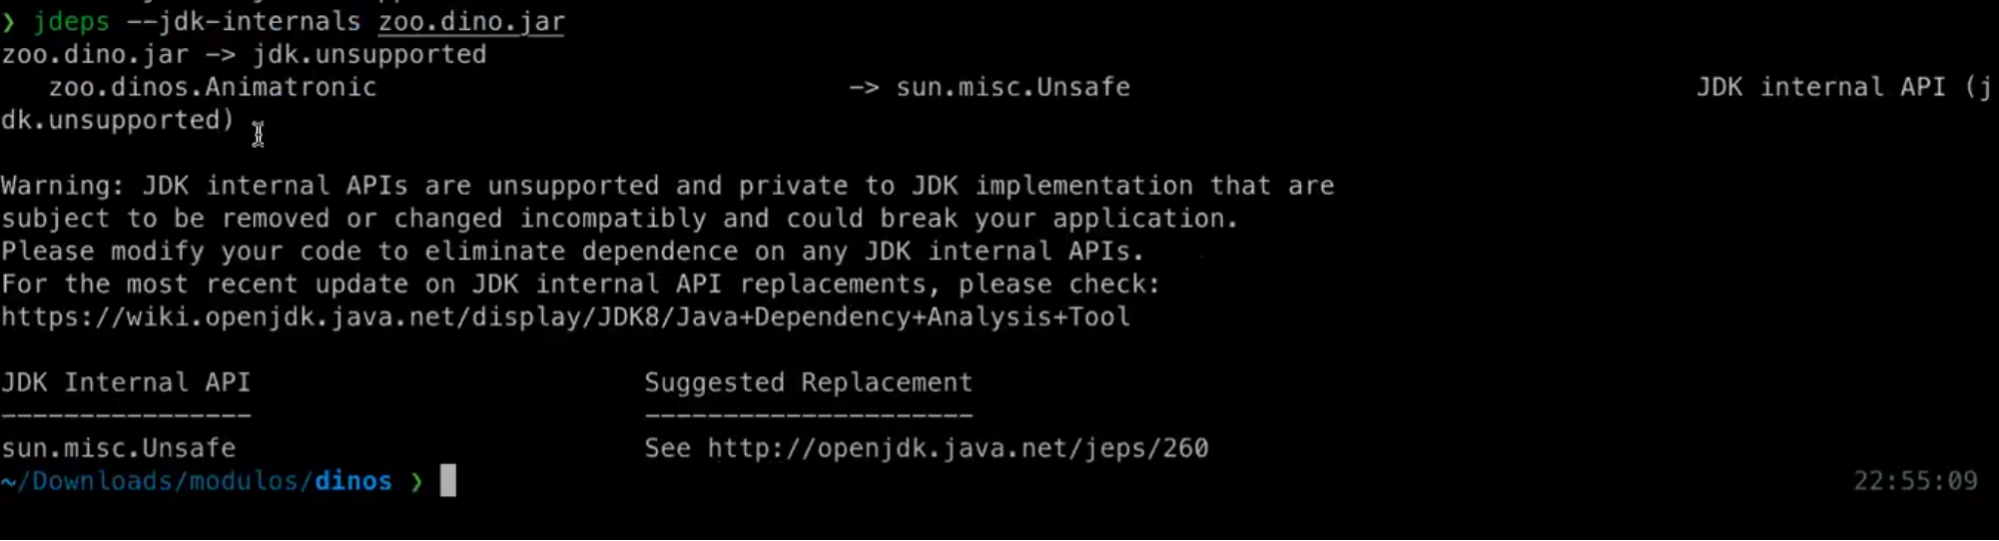 ❯ jdeps --jdk-internals zoo.dino.jar
zoo.dino.jar -> jdk.unsupported
   zoo.dinos.Animatronic                              -> sun.misc.Unsafe                                    JDK internal API (j
dk.unsupported)

Warning: JDK internal APIs are unsupported and private to JDK implementation that are
subject to be removed or changed incompatibly and could break your application.
Please modify your code to eliminate dependence on any JDK internal APIs.
For the most recent update on JDK internal API replacements, please check:
https://wiki.openjdk.java.net/display/JDK8/Java+Dependency+Analysis+Tool

JDK Internal API                         Suggested Replacement
----------------                         ---------------------
sun.misc.Unsafe                          See http://openjdk.java.net/jeps/260
~/Downloads/modulos/dinos ❯                                                                    22:55:09